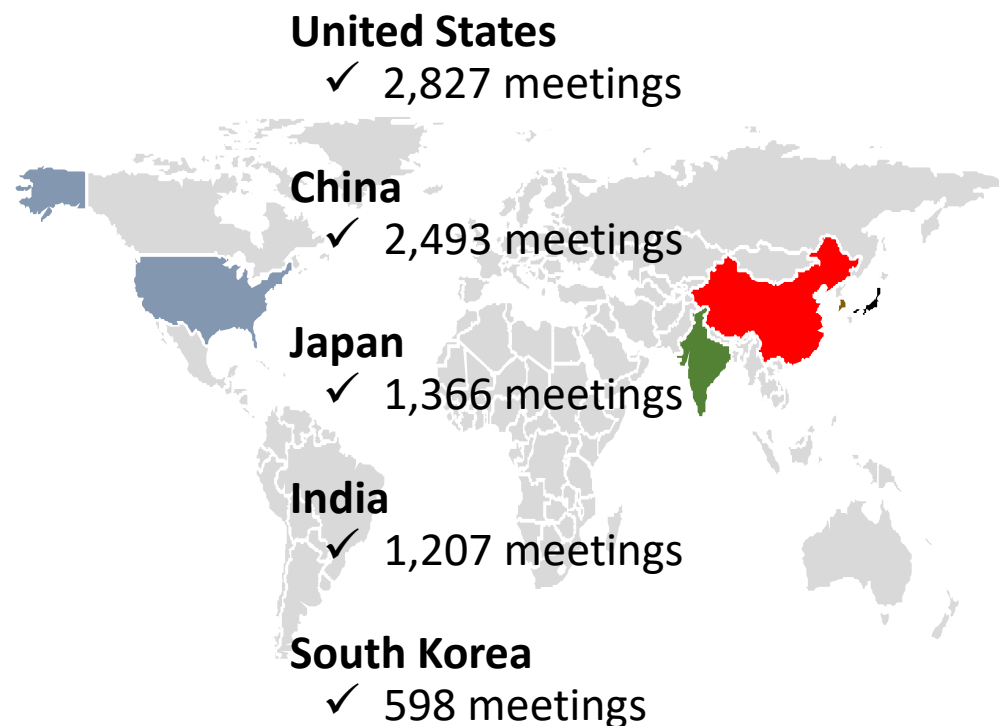 United States
✓ 2,827 meetings
China
✓ 2,493 meetings
Japan
✓ 1,366 meetings
India
✓ 1,207 meetings
South Korea
✓ 598 meetings